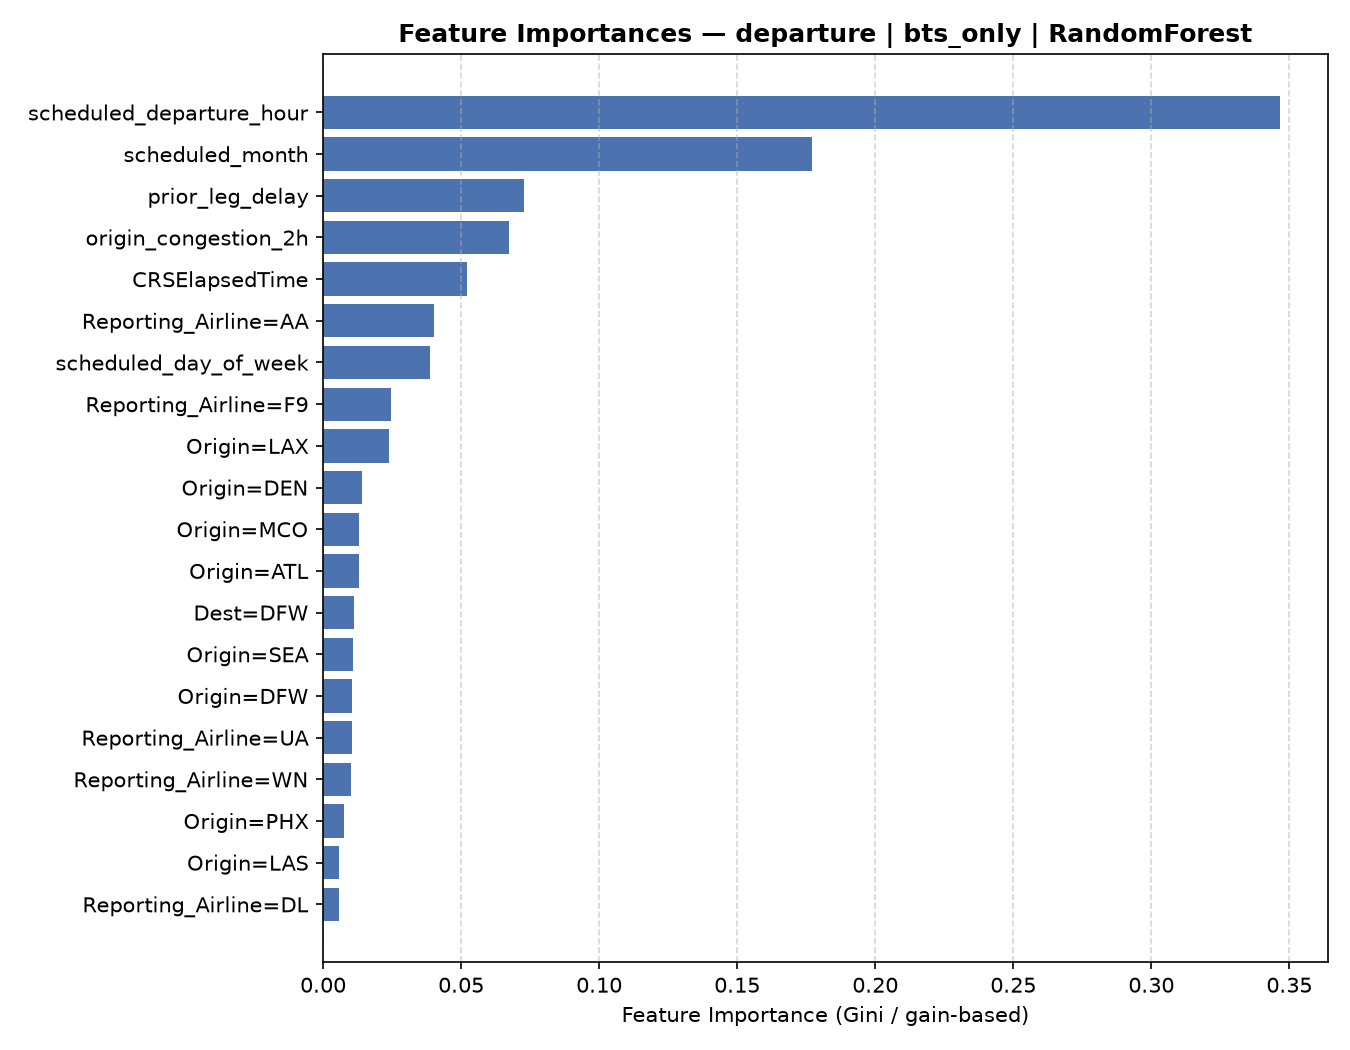 Feature Importances — departure | bts_only | RandomForest
scheduled_departure_hour
scheduled_month
prior_leg_delay
origin_congestion_2h
CRSElapsedTime
Reporting_Airline=AA
scheduled_day_of_week
Reporting_Airline=F9
Origin=LAX
Origin=DEN
Origin=MCO
Origin=ATL
Dest=DFW
Origin=SEA
Origin=DFW
Reporting_Airline=UA
Reporting_Airline=WN
Origin=PHX
Origin=LAS
Reporting_Airline=DL
0.00 0.05 0.10 0.15 0.20 0.25 0.30 0.35
Feature Importance (Gini / gain-based)